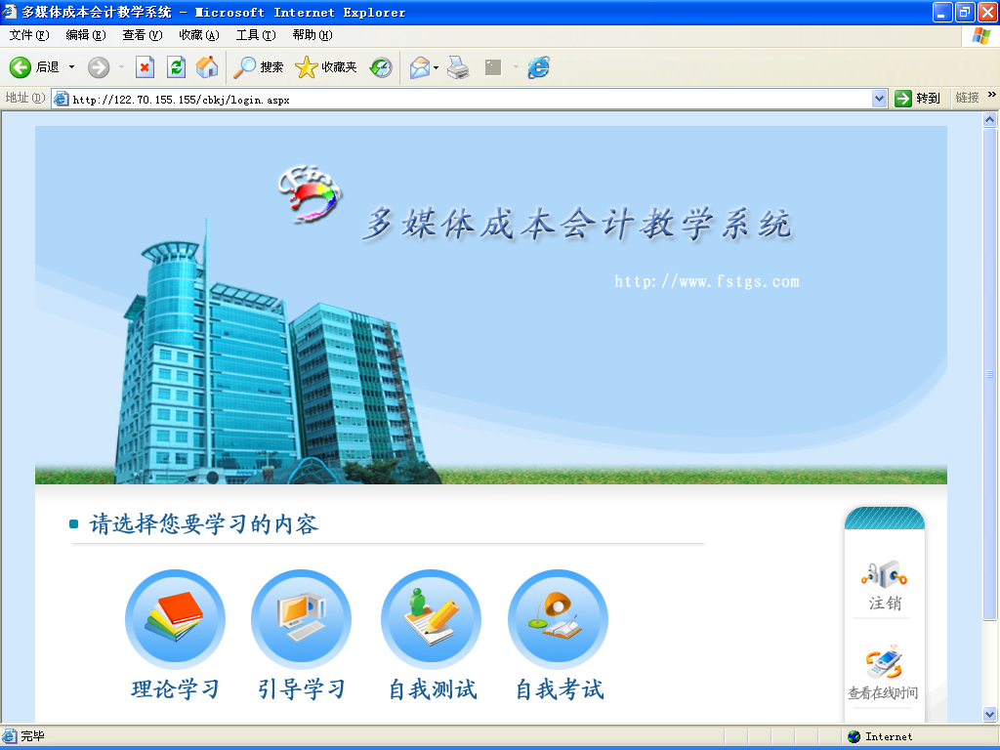 多媒体成本会计教学系统 - Microsoft Internet Explorer
文件(F) 编辑(E) 查看(V) 收藏(A) 工具(T) 帮助(H)
后退 搜索 收藏夹
地址(D) http://122.70.155.155/cbkj/login.aspx 转到 链接 »
First
多媒体成本会计教学系统
http://www.fstgs.com
请选择您要学习的内容
理论学习 引导学习 自我测试 自我考试
注销
查看在线时间
完毕 Internet